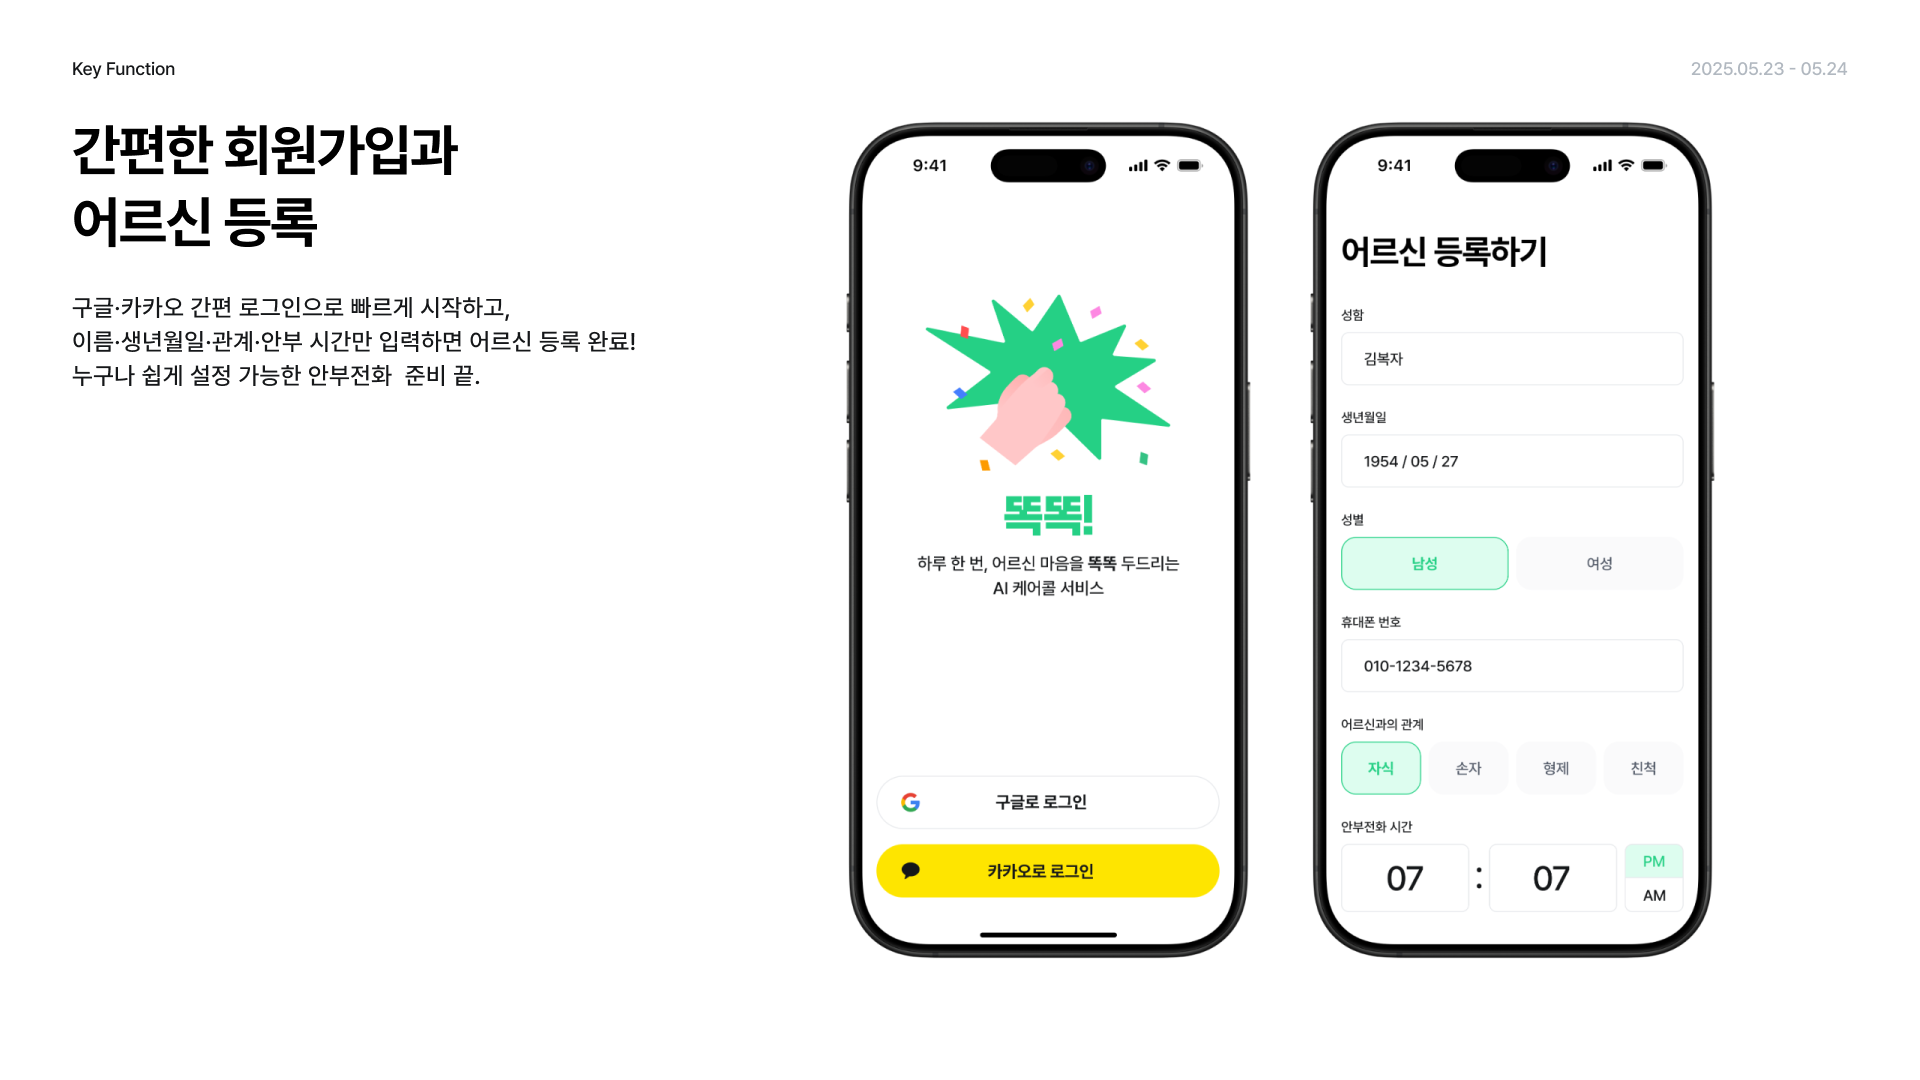 Key Function
2025.05.23 - 05.24
간편한 회원가입과
어르신 등록
구글·카카오 간편 로그인으로 빠르게 시작하고,
이름·생년월일·관계·안부 시간만 입력하면 어르신 등록 완료!
누구나 쉽게 설정 가능한 안부전화  준비 끝.
9:41
똑똑!
하루 한 번, 어르신 마음을 똑똑 두드리는
AI 케어콜 서비스
구글로 로그인
카카오로 로그인
9:41
어르신 등록하기
성함
김복자
생년월일
1954 / 05 / 27
성별
남성 여성
휴대폰 번호
010-1234-5678
어르신과의 관계
자식 손자 형제 친척
안부전화 시간
07 : 07
PM
AM